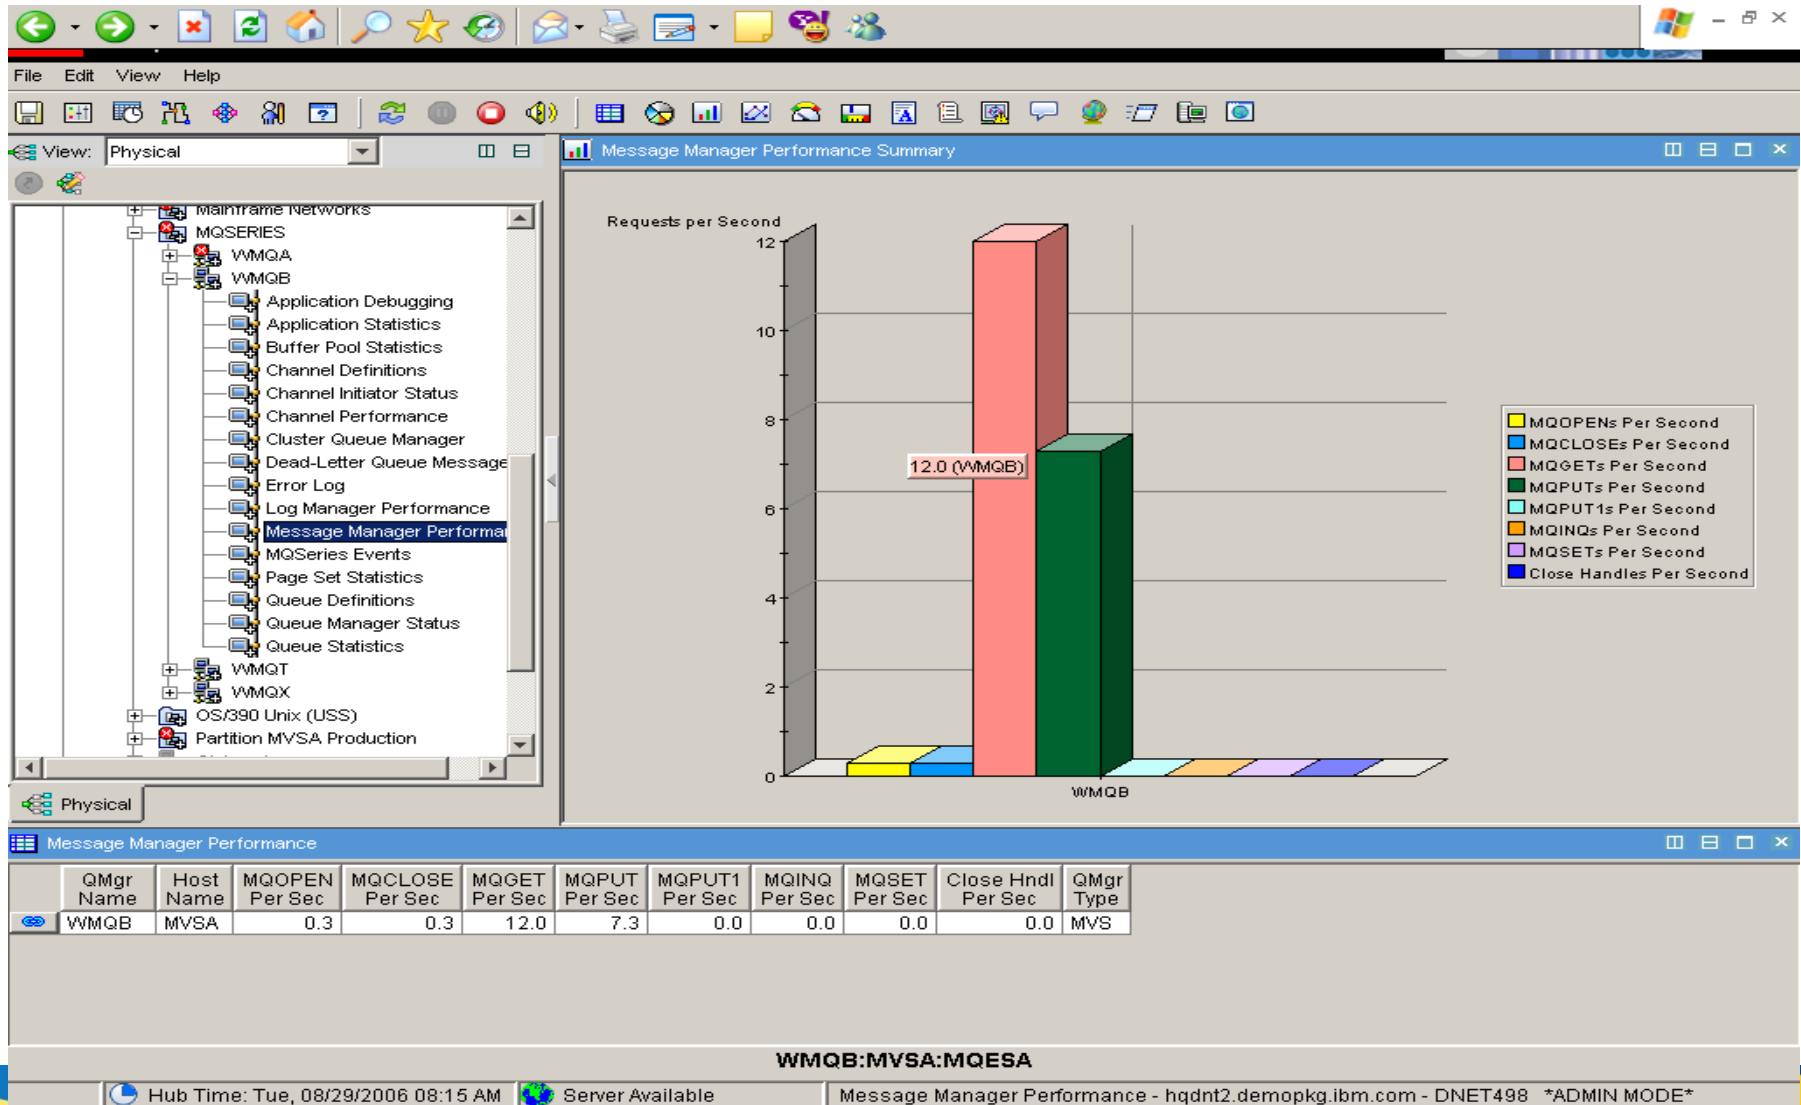 File Edit View Help
View: Physical
Message Manager Performance Summary
Mainframe Networks
MQSERIES
WMQA
WMQB
Application Debugging
Application Statistics
Buffer Pool Statistics
Channel Definitions
Channel Initiator Status
Channel Performance
Cluster Queue Manager
Dead-Letter Queue Message
Error Log
Log Manager Performance
Message Manager Performa
MQSeries Events
Page Set Statistics
Queue Definitions
Queue Manager Status
Queue Statistics
WMQT
WMQX
OS/390 Unix (USS)
Partition MVSA Production
Physical
Requests per Second
12
10
8
6
4
2
0
12.0 (WMQB)
WMQB
MQOPENs Per Second
MQCLOSEs Per Second
MQGETs Per Second
MQPUTs Per Second
MQPUT1s Per Second
MQINQs Per Second
MQSETs Per Second
Close Handles Per Second
Message Manager Performance
QMgr Name Host Name MQOPEN Per Sec MQCLOSE Per Sec MQGET Per Sec MQPUT Per Sec MQPUT1 Per Sec MQINQ Per Sec MQSET Per Sec Close Hndl Per Sec QMgr Type
WMQB MVSA 0.3 0.3 12.0 7.3 0.0 0.0 0.0 0.0 MVS
WMQB:MVSA:MQESA
Hub Time: Tue, 08/29/2006 08:15 AM Server Available Message Manager Performance - hqdnt2.demopkg.ibm.com - DNET498 *ADMIN MODE*